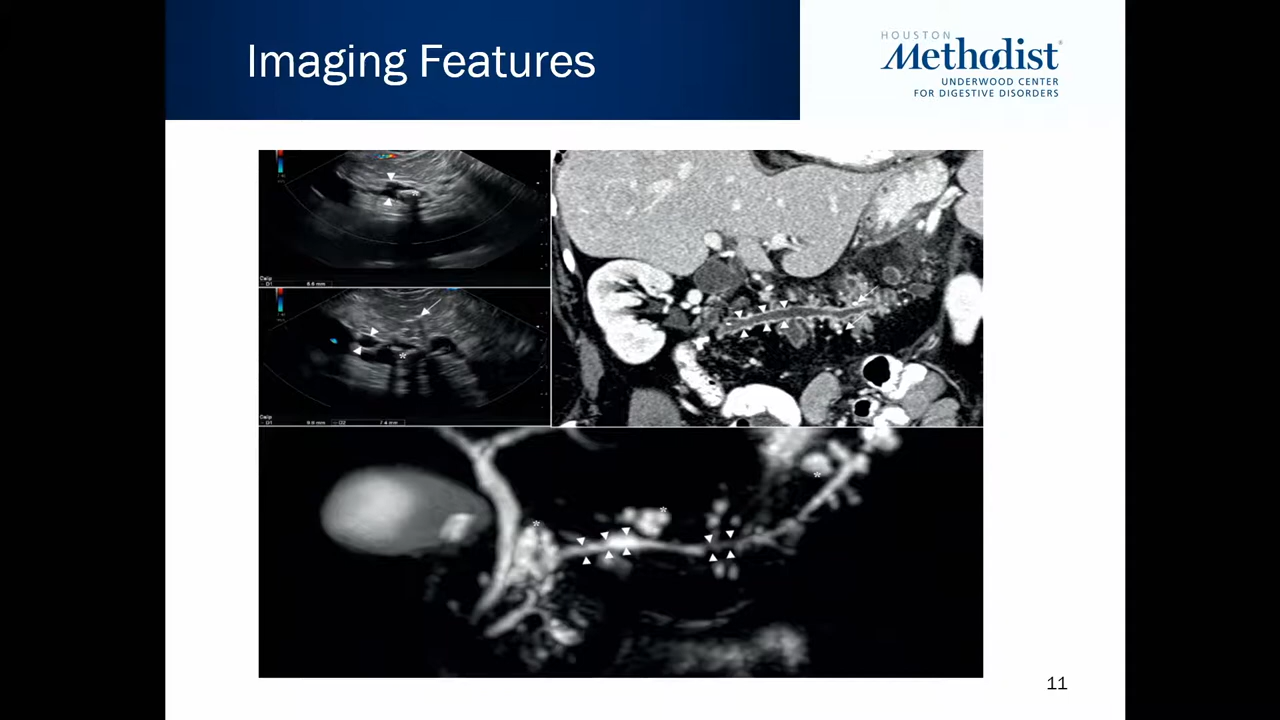 Imaging Features
HOUSTON
Methodist®
UNDERWOOD CENTER
FOR DIGESTIVE DISORDERS
11